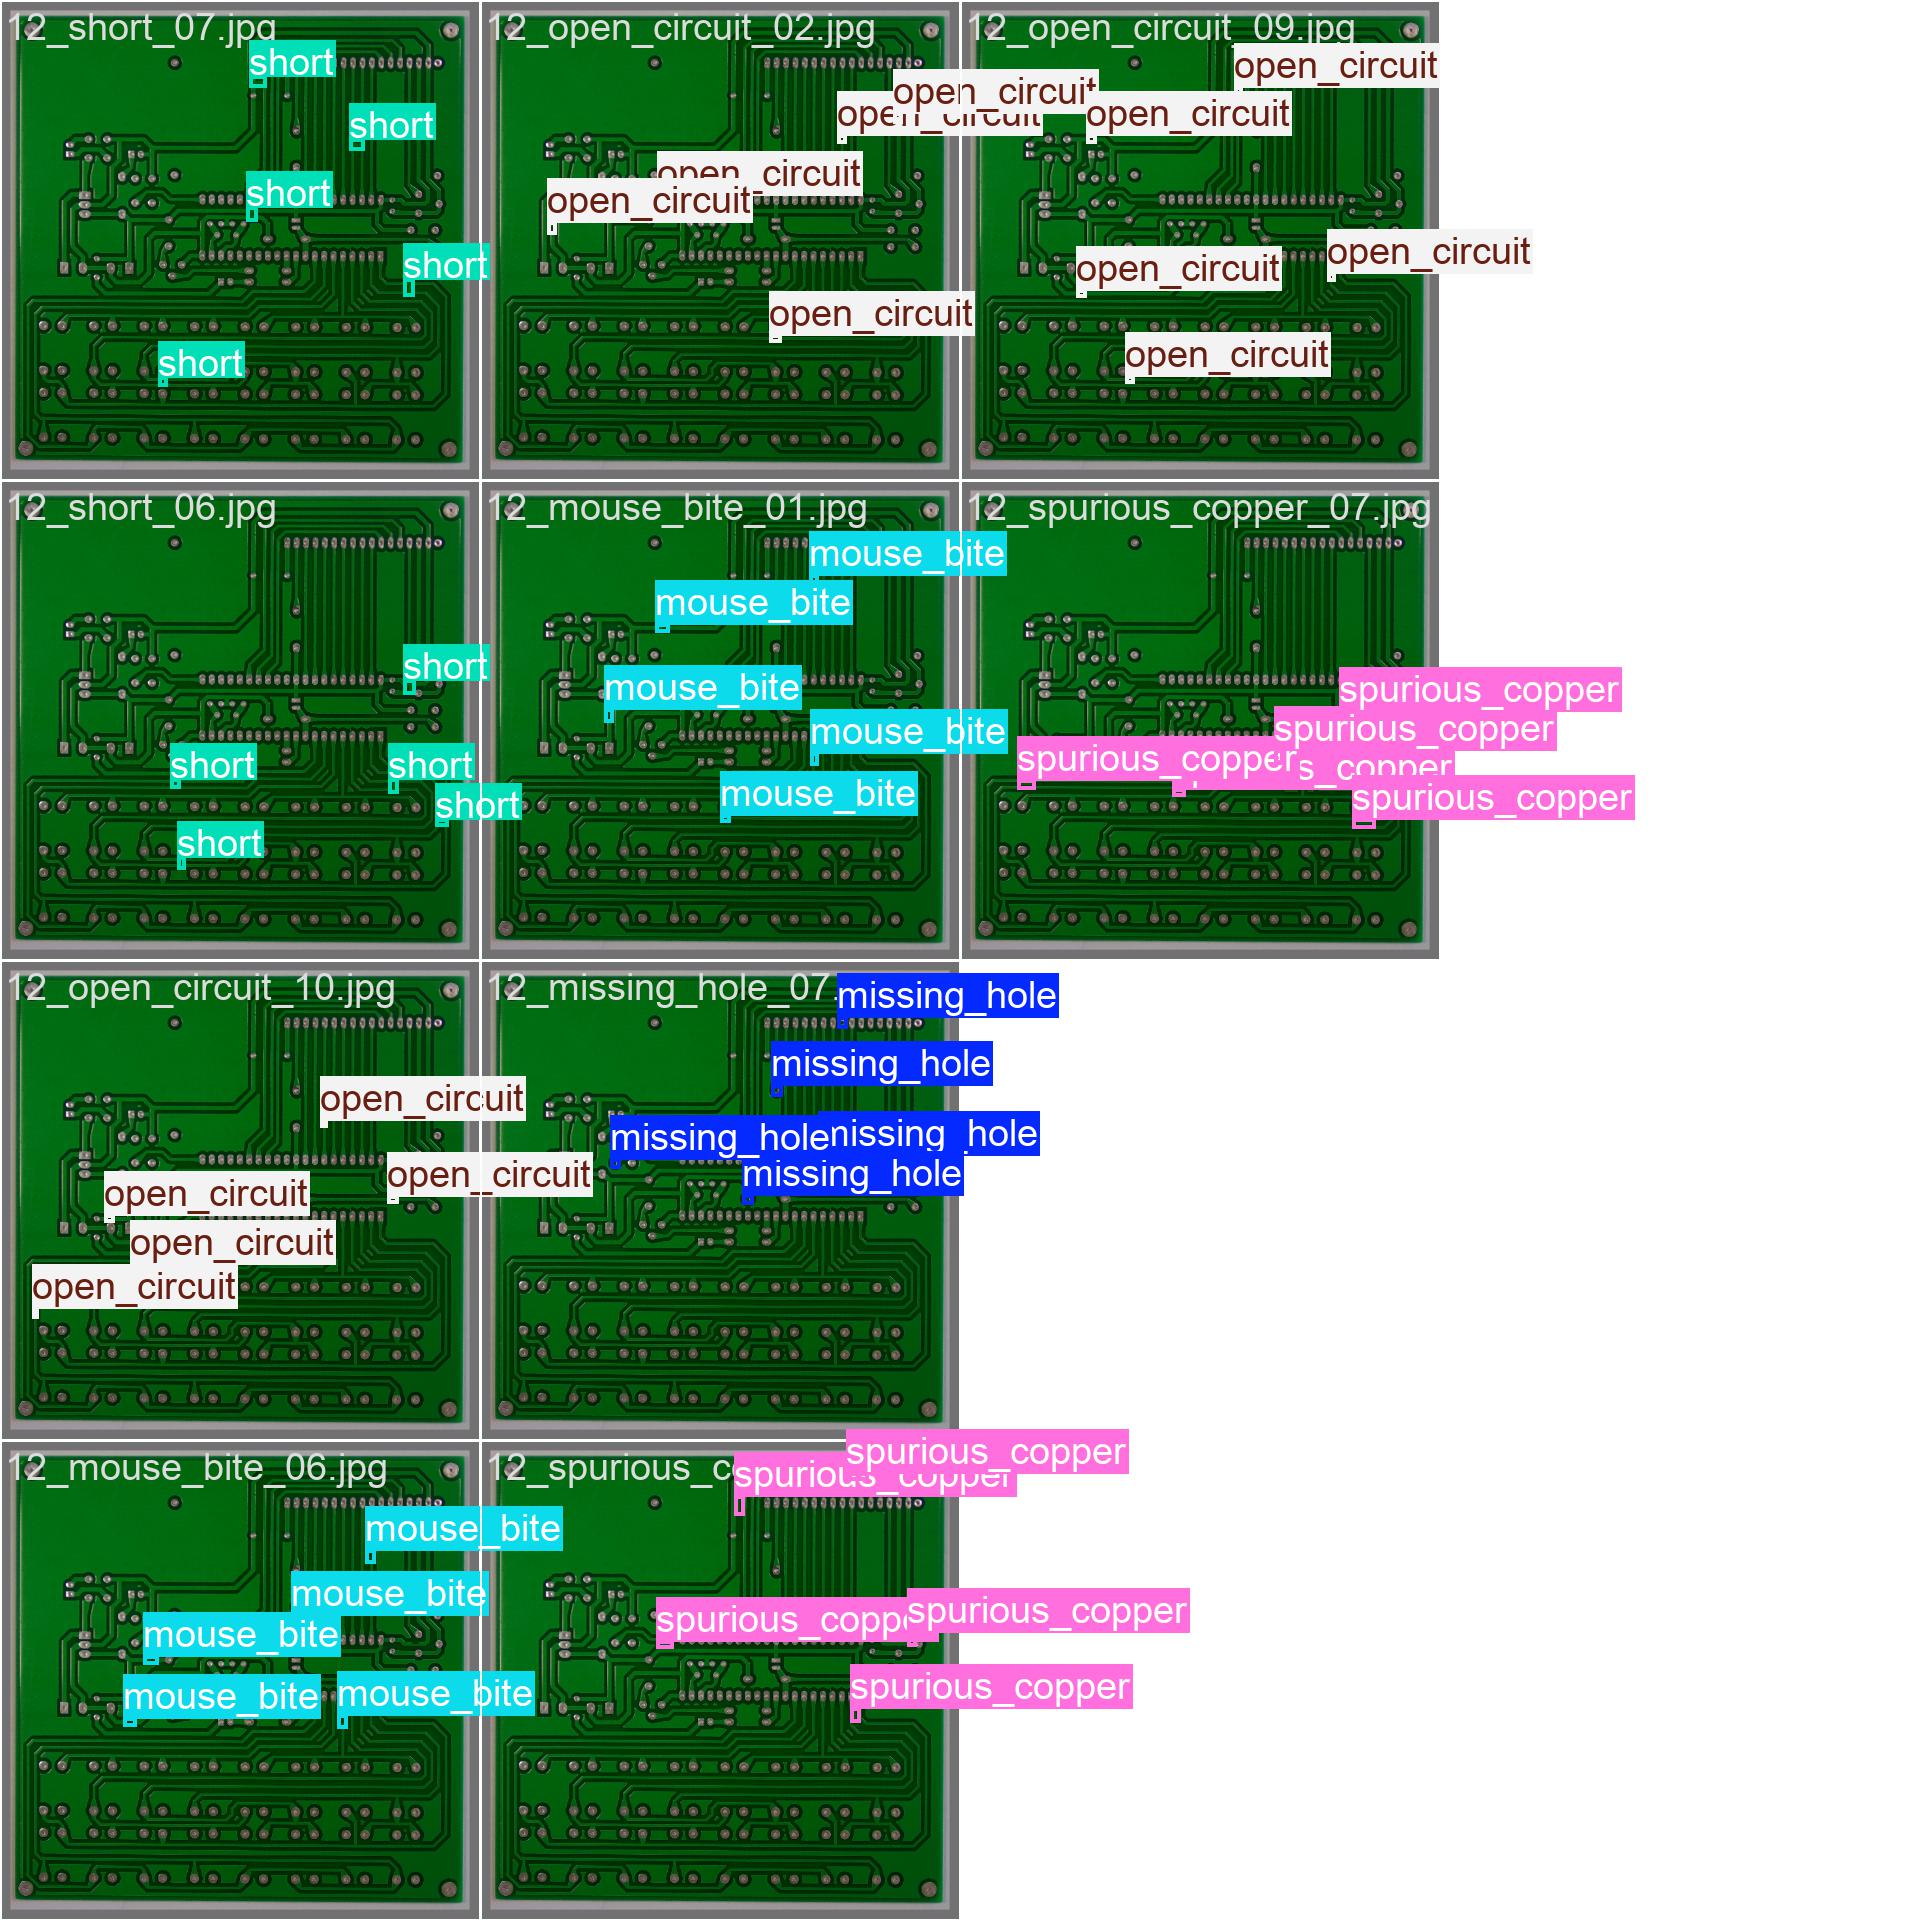 12_short_07.jpg
short
short
short
short
short
12_open_circuit_02.jpg
open_circuit
open_circuit
open_circuit
open_circuit
open_circuit
12_open_circuit_09.jpg
open_circuit
open_circuit
open_circuit
open_circuit
open_circuit
12_short_06.jpg
short
short
short
short
short
12_mouse_bite_01.jpg
mouse_bite
mouse_bite
mouse_bite
mouse_bite
mouse_bite
12_spurious_copper_07.jpg
spurious_copper
spurious_copper
spurious_copper
s_copper
spurious_copper
12_open_circuit_10.jpg
open_circuit
open_circuit
open_circuit
open_circuit
open_circuit
12_missing_hole_07.
missing_hole
missing_hole
missing_hole
missing_hole
missing_hole
12_mouse_bite_06.jpg
mouse_bite
mouse_bite
mouse_bite
mouse_bite
mouse_bite
12_spurious_c
spurious_copper
spurious_copper
spurious_coppe
spurious_copper
spurious_copper